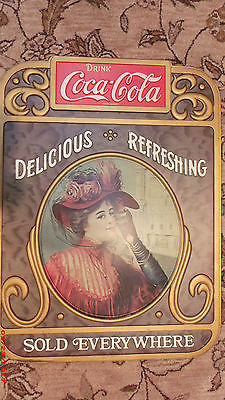 DRINK
Coca-Cola
DELICIOUS REFRESHING
SOLD EVERYWHERE